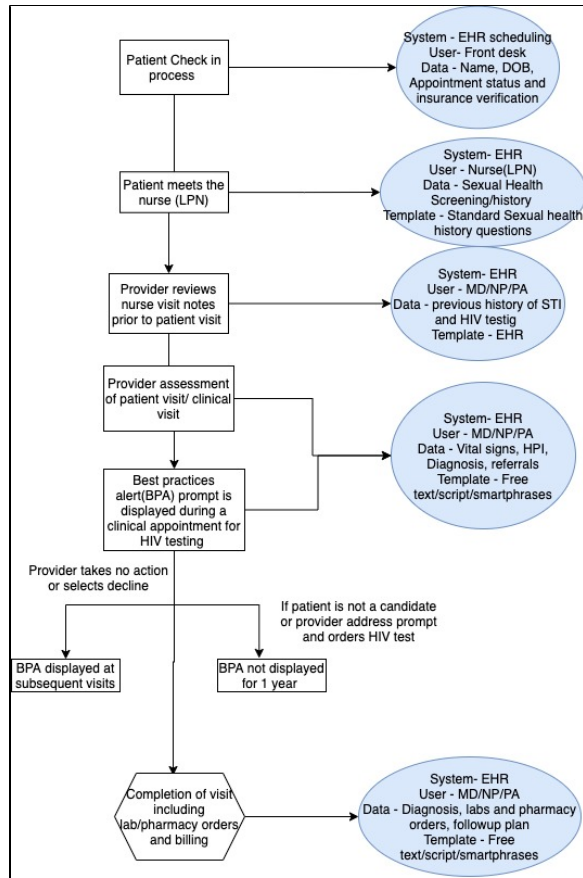 Patient Check in
process
System - EHR scheduling
User- Front desk
Data - Name, DOB,
Appointment status and
insurance verification
Patient meets the
nurse (LPN)
System- EHR
User - Nurse(LPN)
Data - Sexual Health
Screening/history
Template - Standard Sexual health
history questions
Provider reviews
nurse visit notes
prior to patient visit
System- EHR
User - MD/NP/PA
Data - previous history of STI
and HIV testig
Template - EHR
Provider assessment
of patient visit/ clinical
visit
System- EHR
User - MD/NP/PA
Data - Vital signs, HPI,
Diagnosis, referrals
Template - Free
text/script/smartphrases
Best practices
alert(BPA) prompt is
displayed during a
clinical appointment for
HIV testing
Provider takes no action
or selects decline
If patient is not a candidate
or provider address prompt
and orders HIV test
BPA displayed at
subsequent visits
BPA not displayed
for 1 year
Completion of visit
including
lab/pharmacy orders
and billing
System- EHR
User - MD/NP/PA
Data - Diagnosis, labs and pharmacy
orders, followup plan
Template - Free
text/script/smartphrases